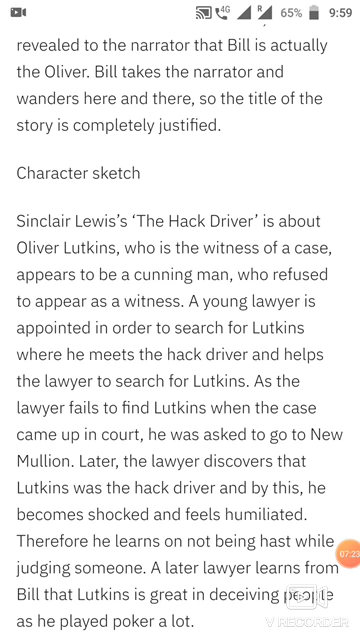 4G R 65% 9:59
revealed to the narrator that Bill is actually
the Oliver. Bill takes the narrator and
wanders here and there, so the title of the
story is completely justified.
Character sketch
Sinclair Lewis's 'The Hack Driver' is about
Oliver Lutkins, who is the witness of a case,
appears to be a cunning man, who refused
to appear as a witness. A young lawyer is
appointed in order to search for Lutkins
where he meets the hack driver and helps
the lawyer to search for Lutkins. As the
lawyer fails to find Lutkins when the case
came up in court, he was asked to go to New
Mullion. Later, the lawyer discovers that
Lutkins was the hack driver and by this, he
becomes shocked and feels humiliated.
Therefore he learns on not being hast while
07:23
judging someone. A later lawyer learns from
Bill that Lutkins is great in deceiving people
as he played poker a lot.
V RECORDER